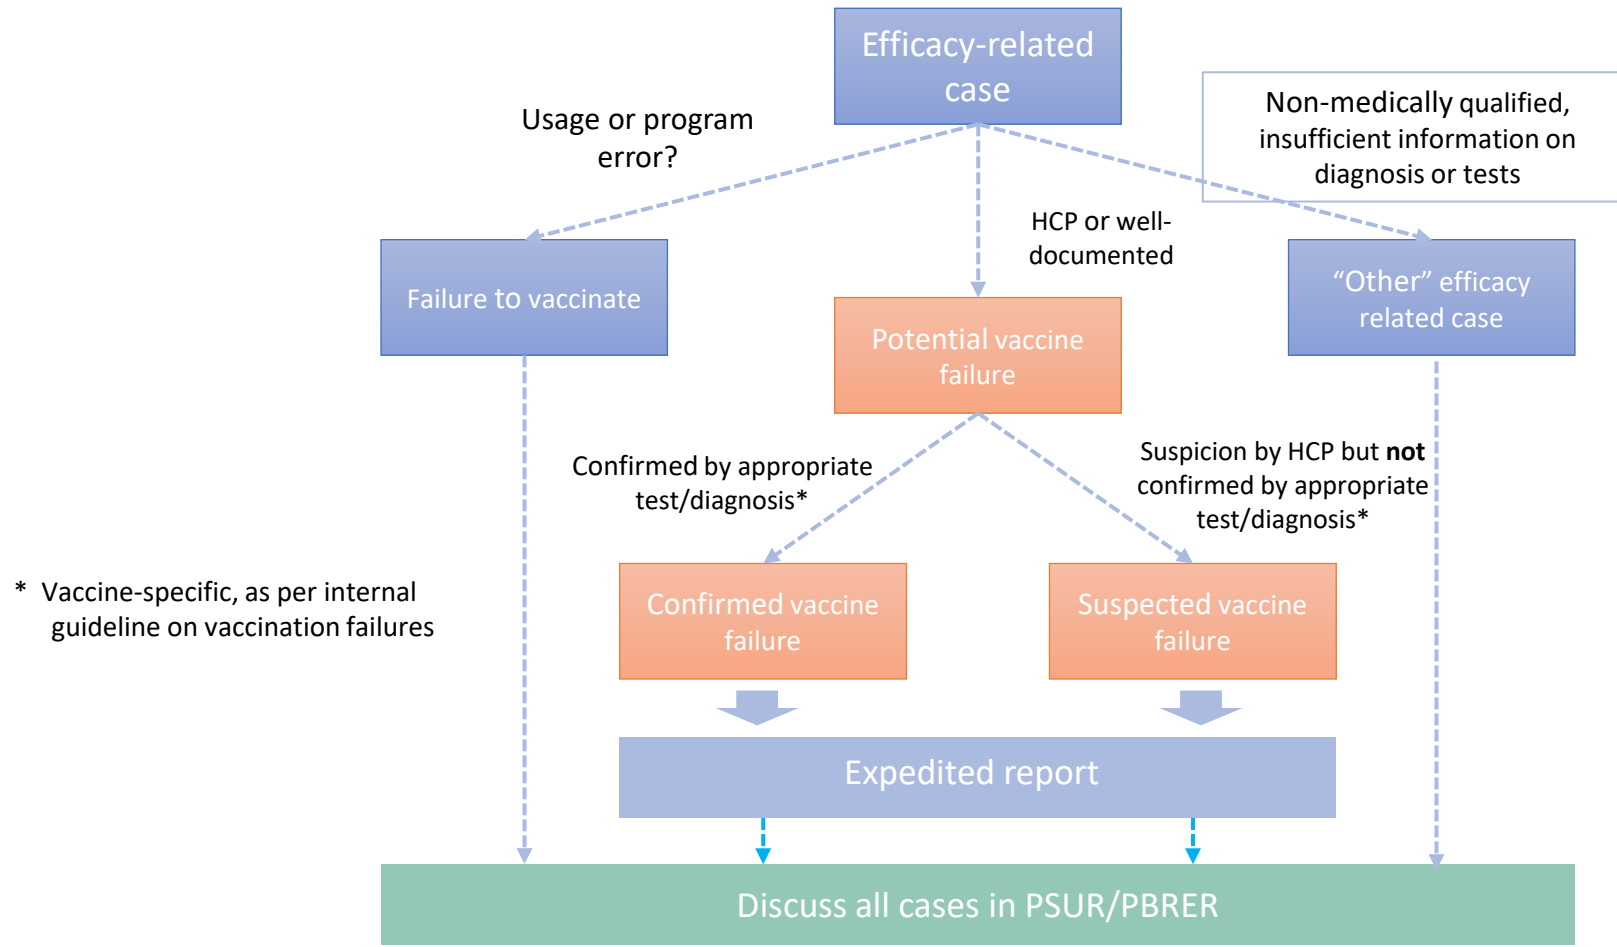 Efficacy-related
case
Usage or program
error?
Non-medically qualified,
insufficient information on
diagnosis or tests
HCP or well-
documented
Failure to vaccinate
“Other” efficacy
related case
Potential vaccine
failure
Confirmed by appropriate
test/diagnosis*
Suspicion by HCP but not
confirmed by appropriate
test/diagnosis*
* Vaccine-specific, as per internal
guideline on vaccination failures
Confirmed vaccine
failure
Suspected vaccine
failure
Expedited report
Discuss all cases in PSUR/PBRER